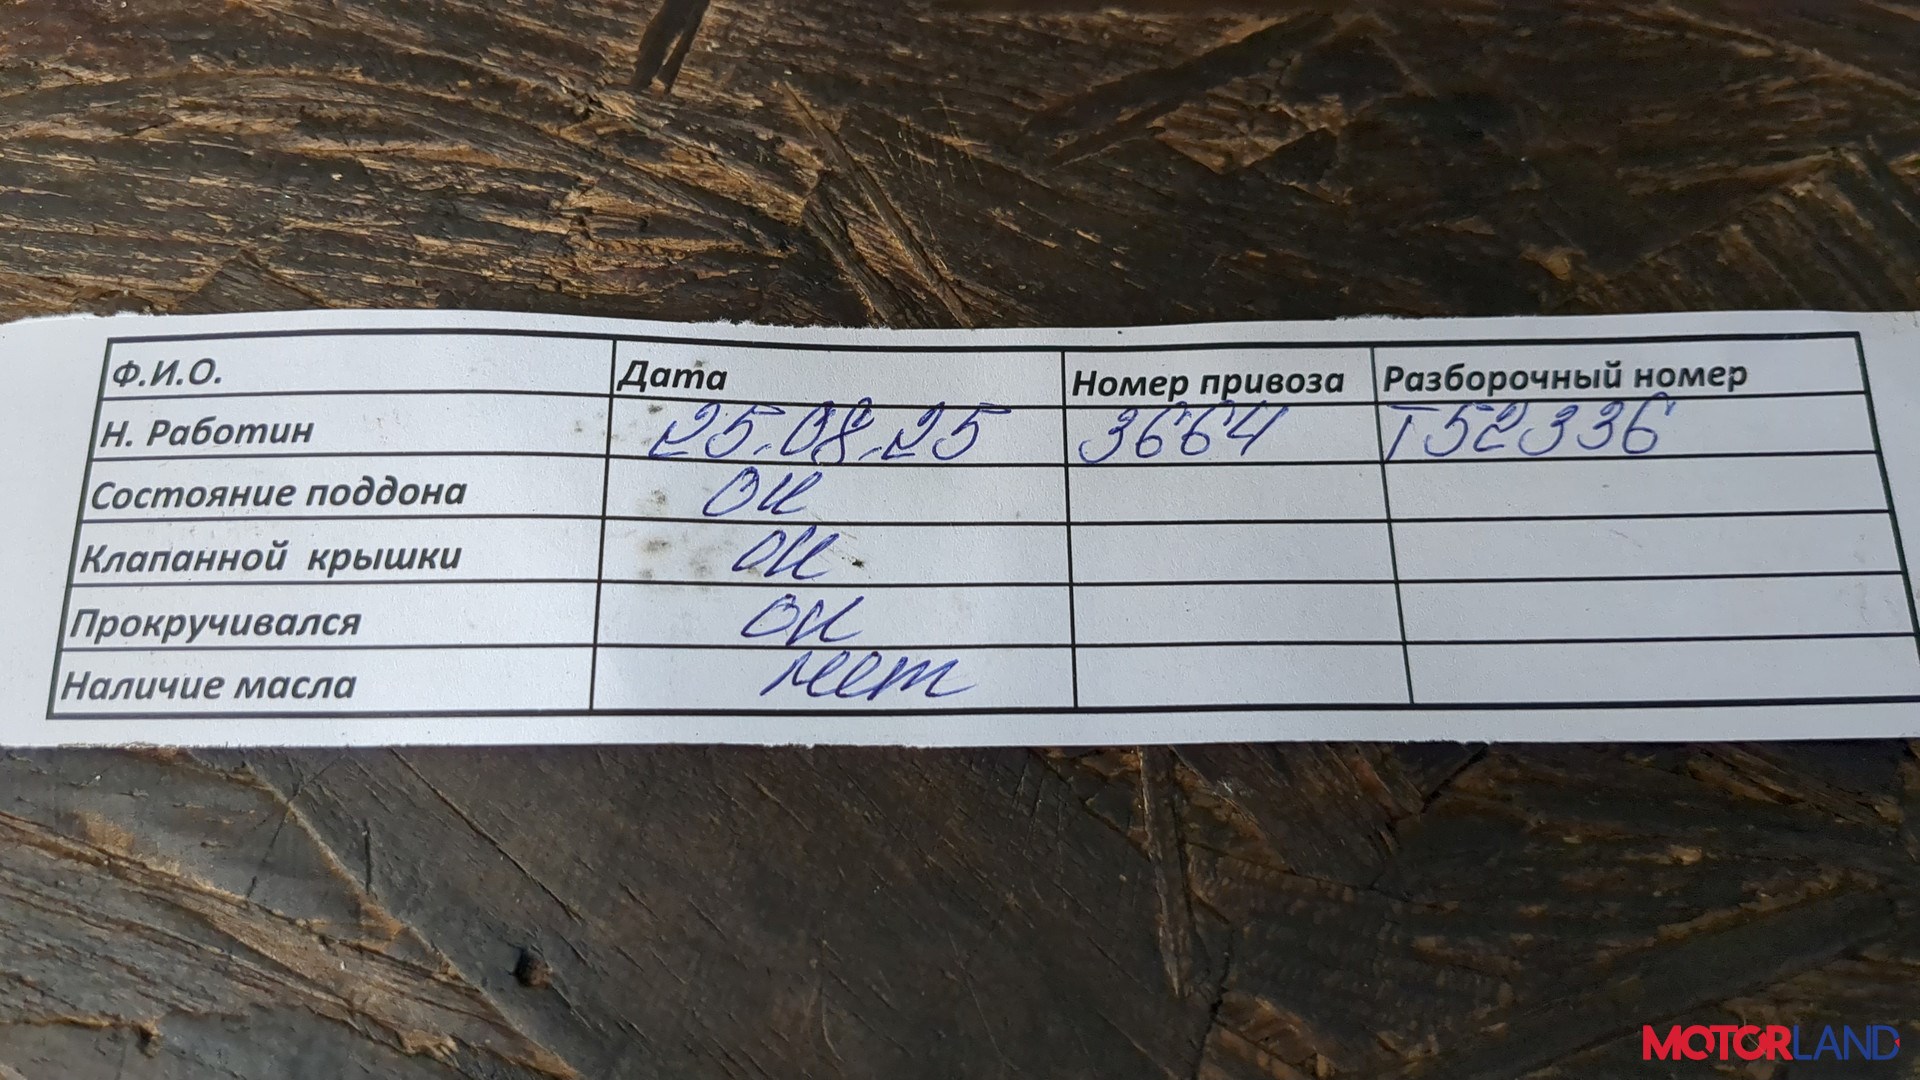 Ф.И.О. Дата Номер привоза Разборочный номер
Н. Работин 25.08.25 3664 Т52336
Состояние поддона ок
Клапанной крышки ок
Прокручивался ок
Наличие масла нет
MOTORLAND